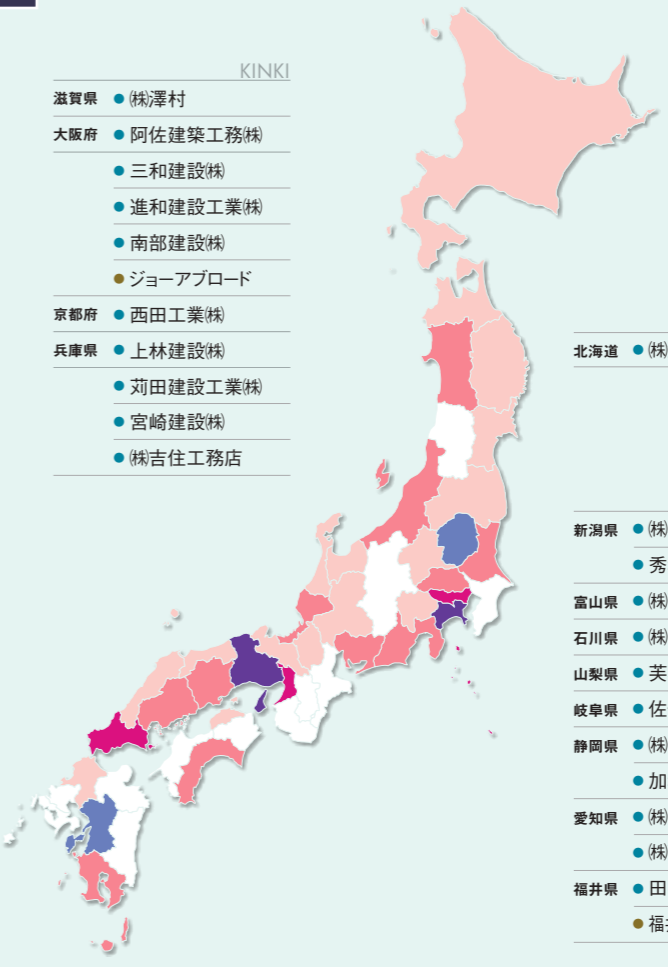 KINKI
滋賀県 ● ㈱澤村
大阪府 ● 阿佐建築工務㈱
● 三和建設㈱
● 進和建設工業㈱
● 南部建設㈱
● ジョーアブロード
京都府 ● 西田工業㈱
兵庫県 ● 上林建設㈱
● 苅田建設工業㈱
● 宮崎建設㈱
● ㈱吉住工務店
北海道 ● ㈱
新潟県 ● ㈱
● 秀
富山県 ● ㈱
石川県 ● ㈱
山梨県 ● 芙
岐阜県 ● 佐
静岡県 ● ㈱
● 加
愛知県 ● ㈱
● ㈱
福井県 ● 田
● 福